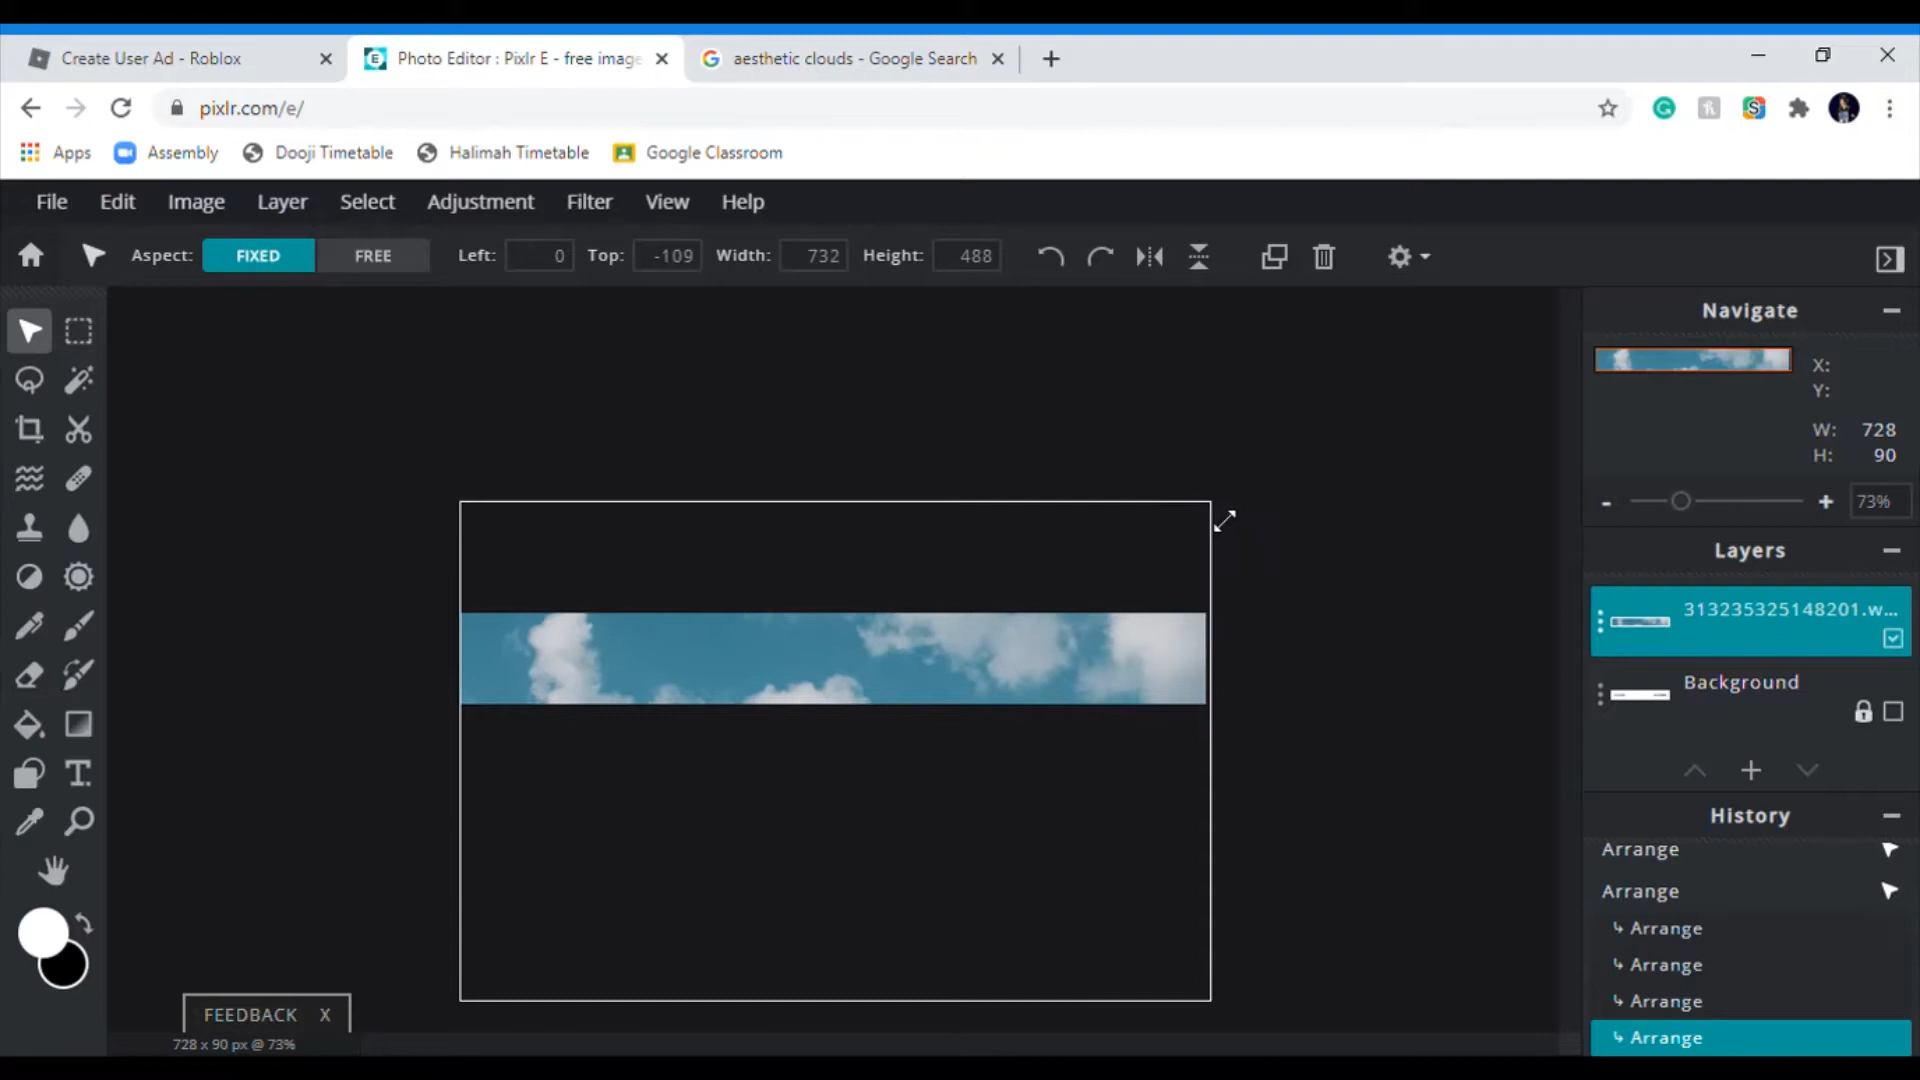 Create User Ad - Roblox
Photo Editor : Pixlr E - free image
aesthetic clouds - Google Search
pixlr.com/e/
Apps Assembly Dooji Timetable Halimah Timetable Google Classroom
File Edit Image Layer Select Adjustment Filter View Help
Aspect: FIXED FREE Left: 0 Top: -109 Width: 732 Height: 488
Navigate
X:
Y:
W: 728
H: 90
- + 73%
Layers
313235325148201.w...
Background
History
Arrange
Arrange
Arrange
Arrange
Arrange
Arrange
FEEDBACK X
728 x 90 px @ 73%